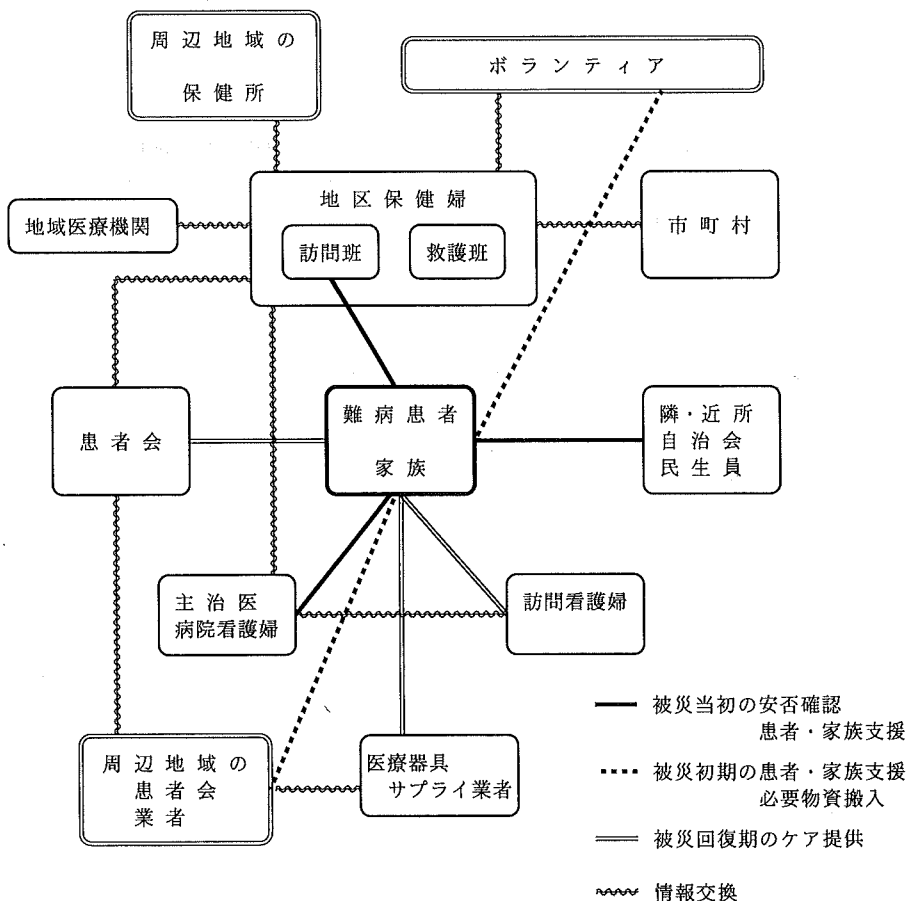 周辺地域の
保健所
ボランティア
地区保健婦
訪問班
救護班
地域医療機関
市町村
患者会
難病患者
家族
隣・近所
自治会
民生員
主治医
病院看護婦
訪問看護婦
周辺地域の
患者会
業者
医療器具
サプライ業者
被災当初の安否確認
患者・家族支援
被災初期の患者・家族支援
必要物資搬入
被災回復期のケア提供
情報交換